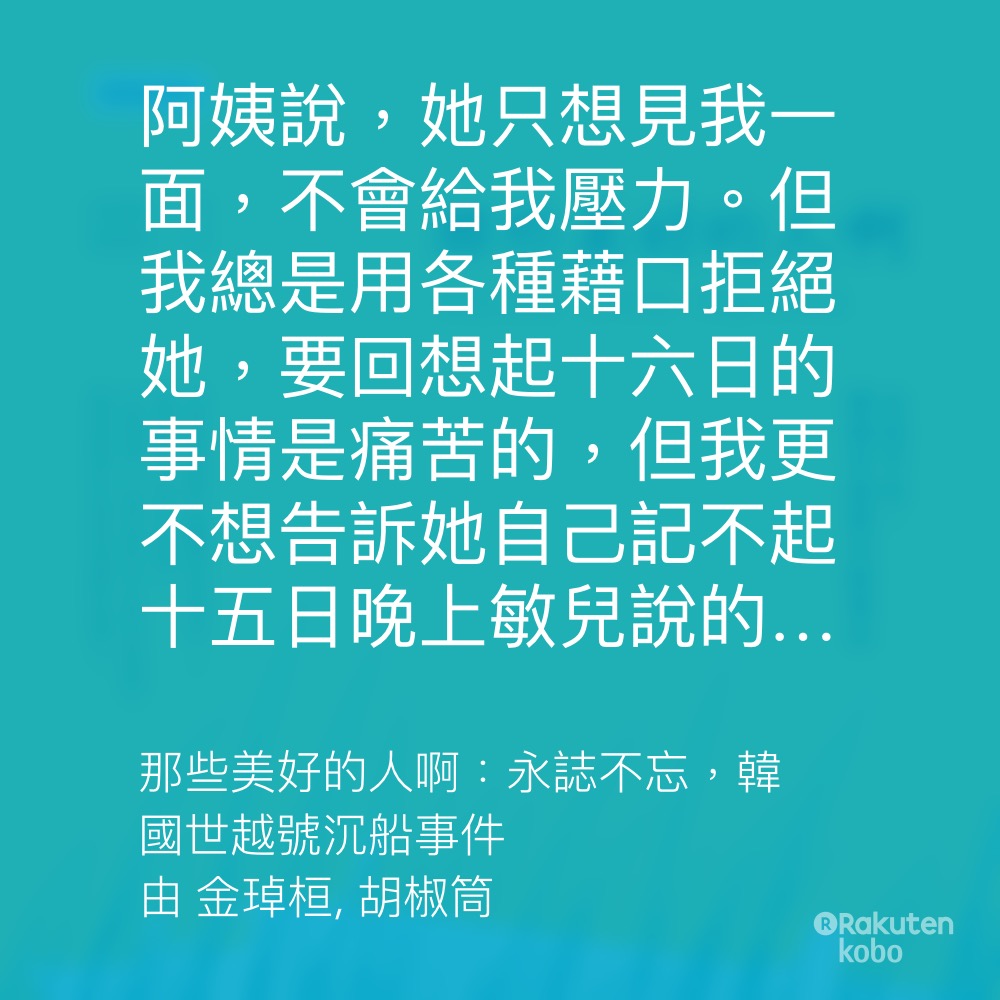 阿姨說，她只想見我一
面，不會給我壓力。但
我總是用各種藉口拒絕
她，要回想起十六日的
事情是痛苦的，但我更
不想告訴她自己記不起
十五日晚上敏兒說的...
那些美好的人啊：永誌不忘，韓
國世越號沉船事件
由 金琸桓, 胡椒筒
Rakuten
kobo